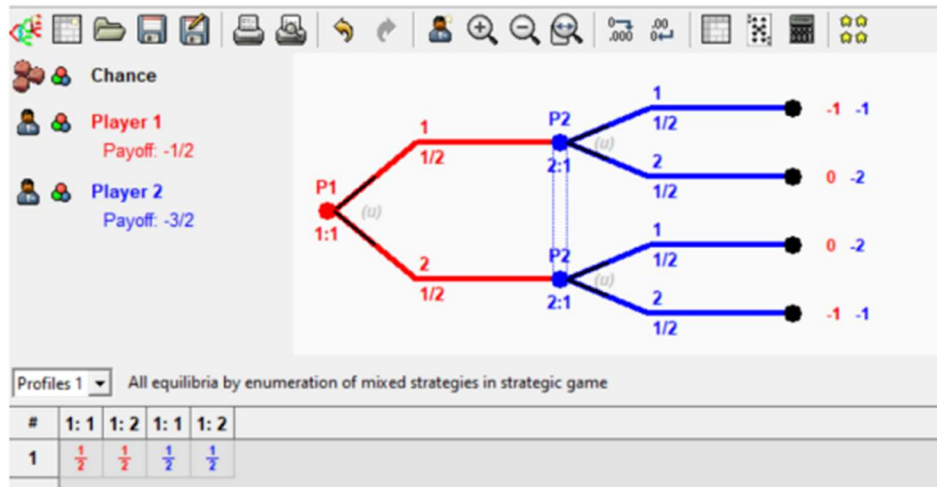 0→ .000
.00 0↵
Chance
Player 1
Payoff: -1/2
Player 2
Payoff: -3/2
P1
1:1
(u)
1
1/2
2
1/2
P2
2:1
(u)
1
1/2
-1 -1
2
1/2
0 -2
P2
2:1
(u)
1
1/2
0 -2
2
1/2
-1 -1
Profiles 1 All equilibria by enumeration of mixed strategies in strategic game
# 1: 1 1: 2 1: 1 1: 2
1 1/2 1/2 1/2 1/2